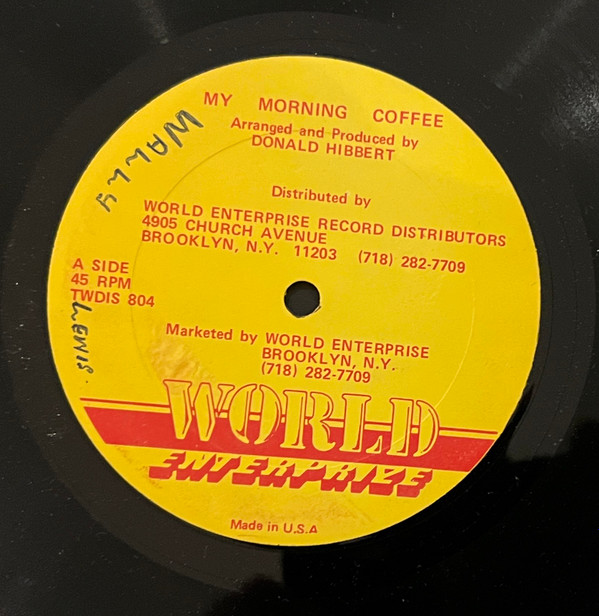 MY MORNING COFFEE
Arranged and Produced by
DONALD HIBBERT
WALLY
Distributed by
WORLD ENTERPRISE RECORD DISTRIBUTORS
4905 CHURCH AVENUE
BROOKLYN, N.Y. 11203 (718) 282-7709
A SIDE
45 RPM
TWDIS 804
LEWIS.
Marketed by WORLD ENTERPRISE
BROOKLYN, N.Y.
(718) 282-7709
WORLD
ENTERPRIZE
Made in U.S.A